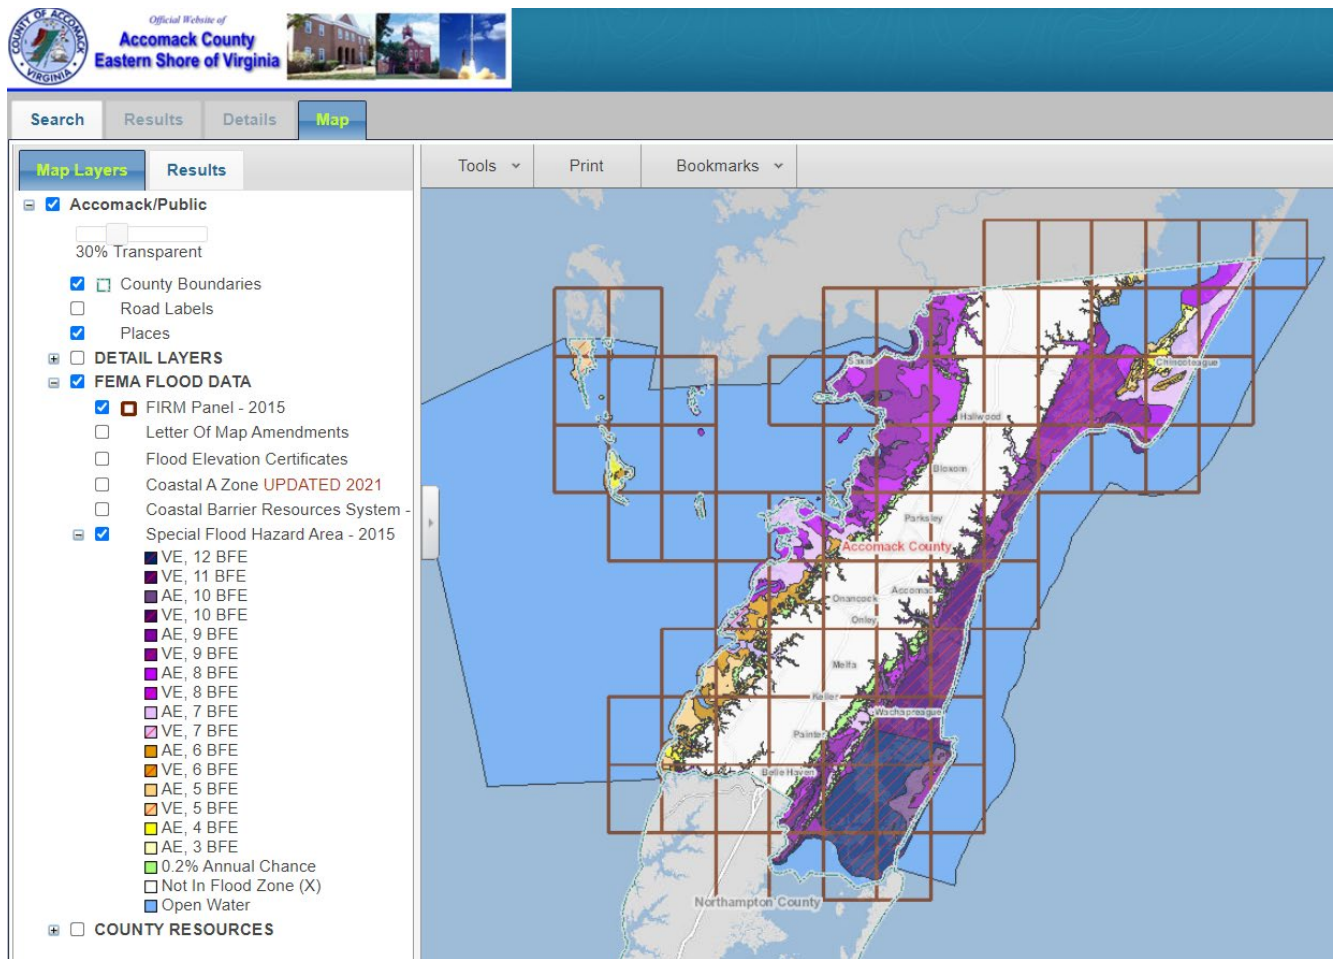 Official Website of
Accomack County
Eastern Shore of Virginia
COUNTY OF ACCOMACK
VIRGINIA
Search
Results
Details
Map
Map Layers
Results
Tools
Print
Bookmarks
Accomack/Public
30% Transparent
County Boundaries
Road Labels
Places
DETAIL LAYERS
FEMA FLOOD DATA
FIRM Panel - 2015
Letter Of Map Amendments
Flood Elevation Certificates
Coastal A Zone UPDATED 2021
Coastal Barrier Resources System -
Special Flood Hazard Area - 2015
VE, 12 BFE
VE, 11 BFE
AE, 10 BFE
VE, 10 BFE
AE, 9 BFE
VE, 9 BFE
AE, 8 BFE
VE, 8 BFE
AE, 7 BFE
VE, 7 BFE
AE, 6 BFE
VE, 6 BFE
AE, 5 BFE
VE, 5 BFE
AE, 4 BFE
AE, 3 BFE
0.2% Annual Chance
Not In Flood Zone (X)
Open Water
COUNTY RESOURCES
Saxis
Chincoteague
Hallwood
Bloxom
Parksley
Accomack County
Accomac
Onancock
Onley
Melfa
Keller
Wachapreague
Painter
Belle Haven
Northampton County